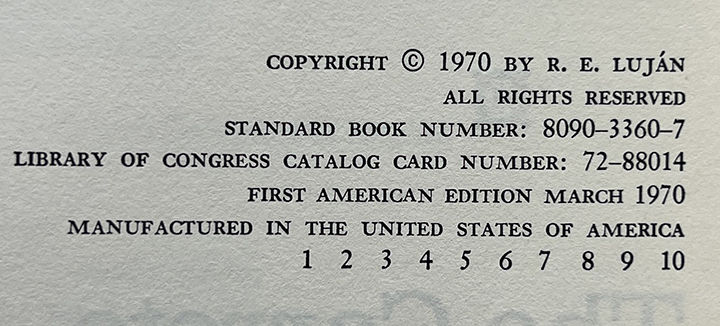 COPYRIGHT © 1970 BY R. E. LUJÁN
ALL RIGHTS RESERVED
STANDARD BOOK NUMBER: 8090–3360–7
LIBRARY OF CONGRESS CATALOG CARD NUMBER: 72–88014
FIRST AMERICAN EDITION MARCH 1970
MANUFACTURED IN THE UNITED STATES OF AMERICA
1 2 3 4 5 6 7 8 9 10